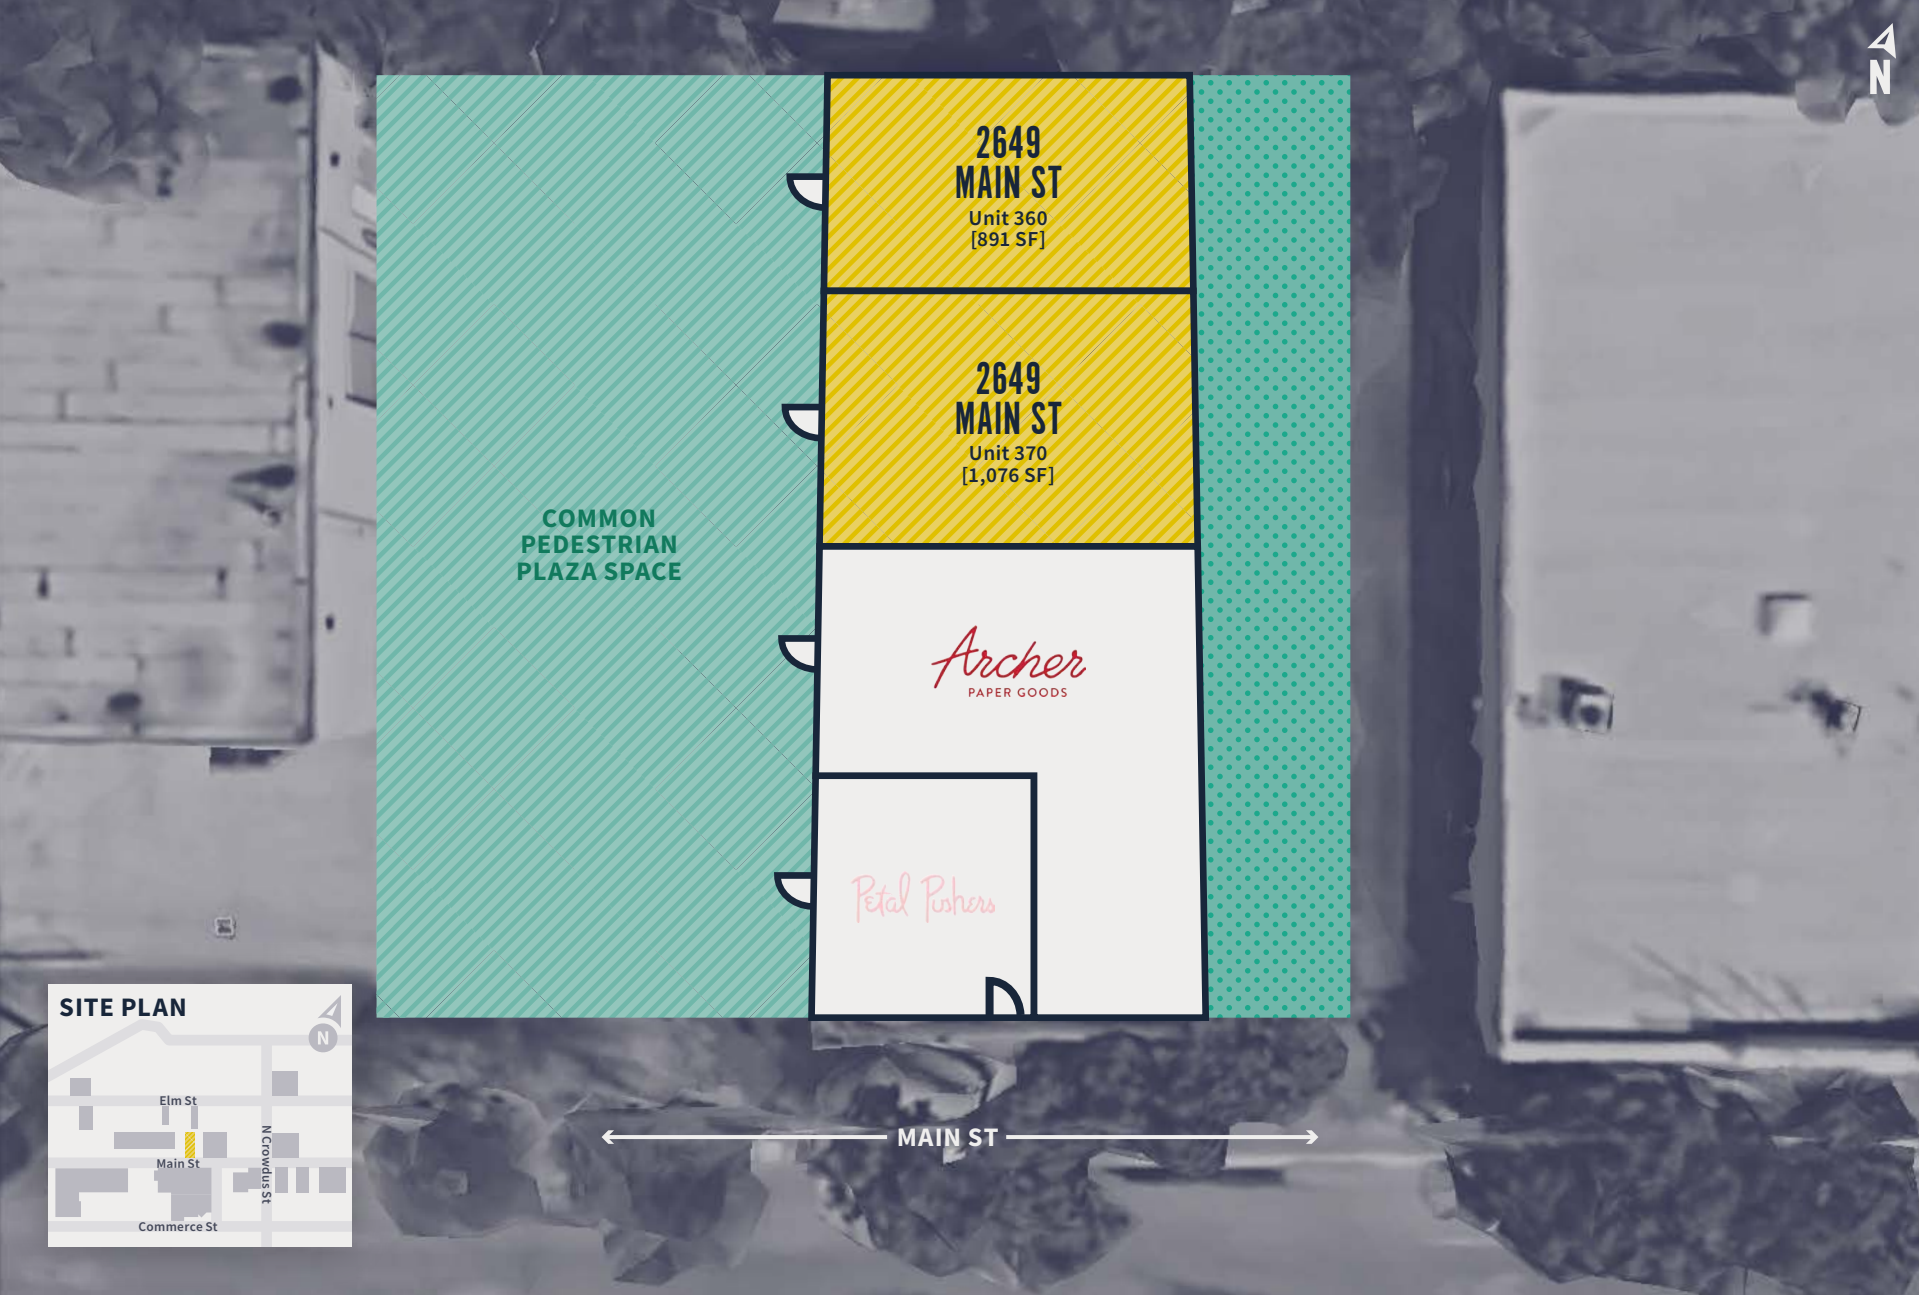 N
2649
MAIN ST
Unit 360
[891 SF]
2649
MAIN ST
Unit 370
[1,076 SF]
COMMON
PEDESTRIAN
PLAZA SPACE
Archer
PAPER GOODS
Petal Pushers
MAIN ST
SITE PLAN
N
Elm St
N Crowdus St
Main St
Commerce St